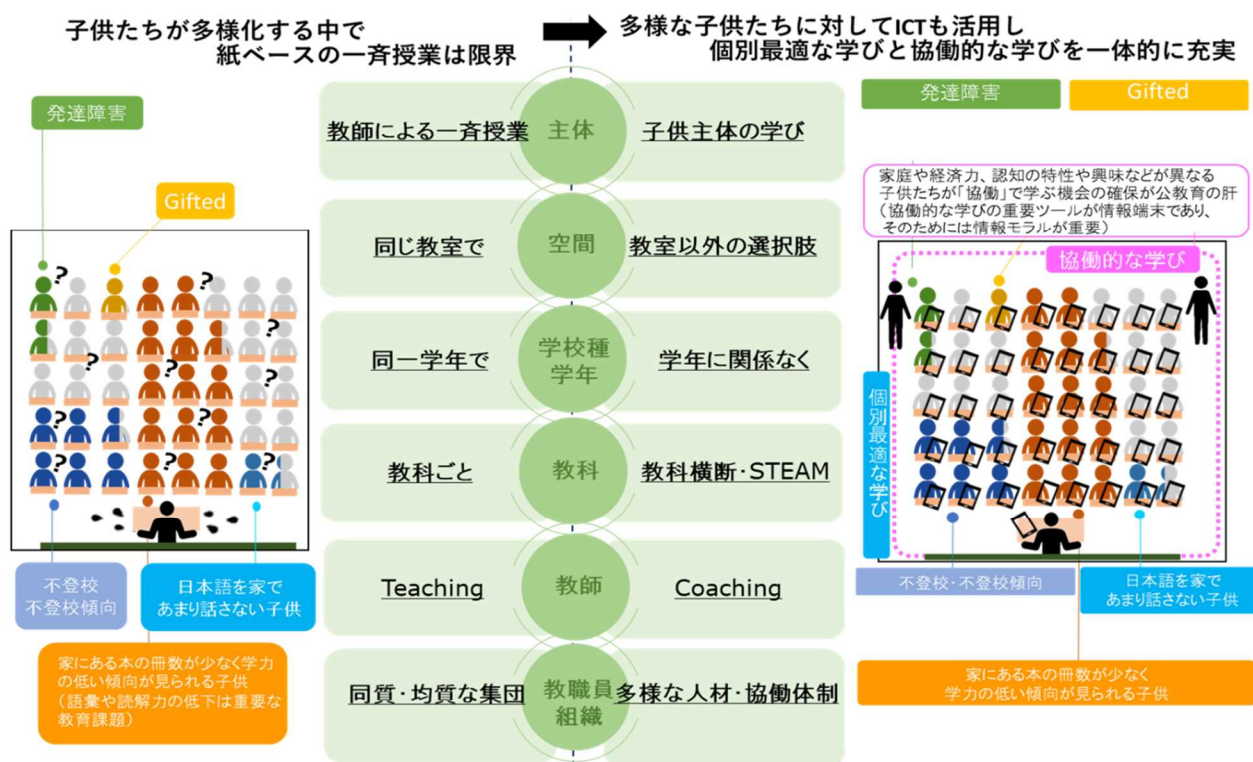 子供たちが多様化する中で
紙ベースの一斉授業は限界
多様な子供たちに対してICTも活用し
個別最適な学びと協働的な学びを一体的に充実
発達障害
Gifted
?
?
?
?
?
?
?
?
?
?
不登校
不登校傾向
日本語を家で
あまり話さない子供
家にある本の冊数が少なく学力
の低い傾向が見られる子供
(語彙や読解力の低下は重要な
教育課題)
教師による一斉授業
主体
子供主体の学び
同じ教室で
空間
教室以外の選択肢
同一学年で
学校種
学年
学年に関係なく
教科ごと
教科
教科横断・STEAM
Teaching
教師
Coaching
同質・均質な集団
教職員
組織
多様な人材・協働体制
発達障害
Gifted
家庭や経済力、認知の特性や興味などが異なる
子供たちが「協働」で学ぶ機会の確保が公教育の肝
(協働的な学びの重要ツールが情報端末であり、
そのためには情報モラルが重要)
協働的な学び
個別最適な学び
不登校・不登校傾向
日本語を家で
あまり話さない子供
家にある本の冊数が少なく
学力の低い傾向が見られる子供